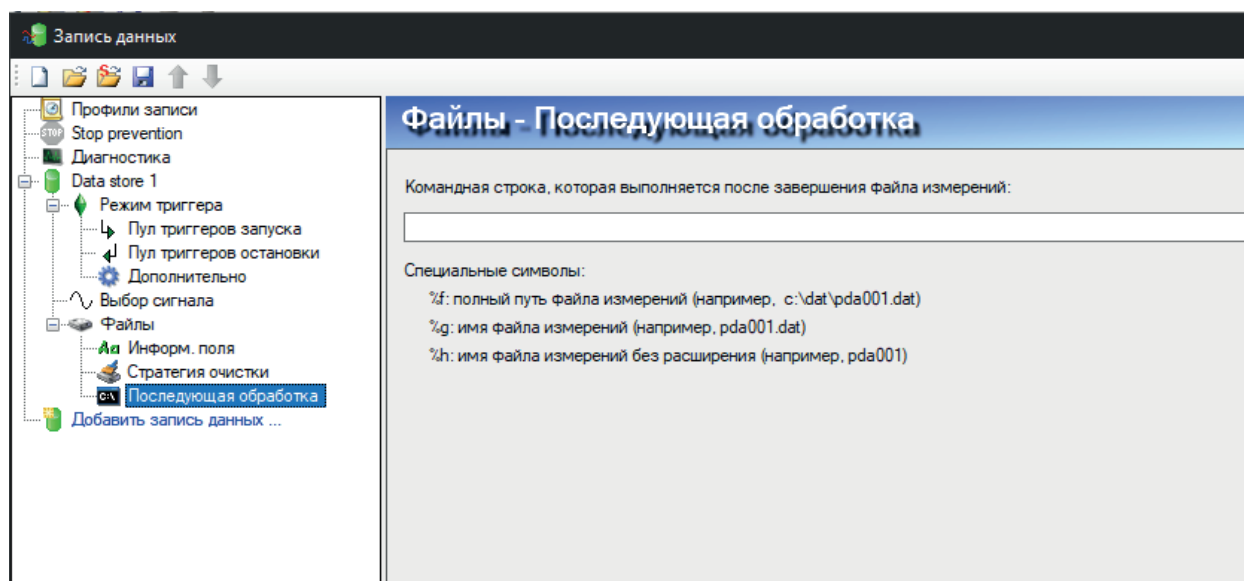 Запись данных
Профили записи
Stop prevention
Диагностика
Data store 1
Режим триггера
Пул триггеров запуска
Пул триггеров остановки
Дополнительно
Выбор сигнала
Файлы
Информ. поля
Стратегия очистки
Последующая обработка
Добавить запись данных ...
Файлы - Последующая обработка
Командная строка, которая выполняется после завершения файла измерений:
Специальные символы:
%f: полный путь файла измерений (например,  c:\dat\pda001.dat)
%g: имя файла измерений (например, pda001.dat)
%h: имя файла измерений без расширения (например, pda001)